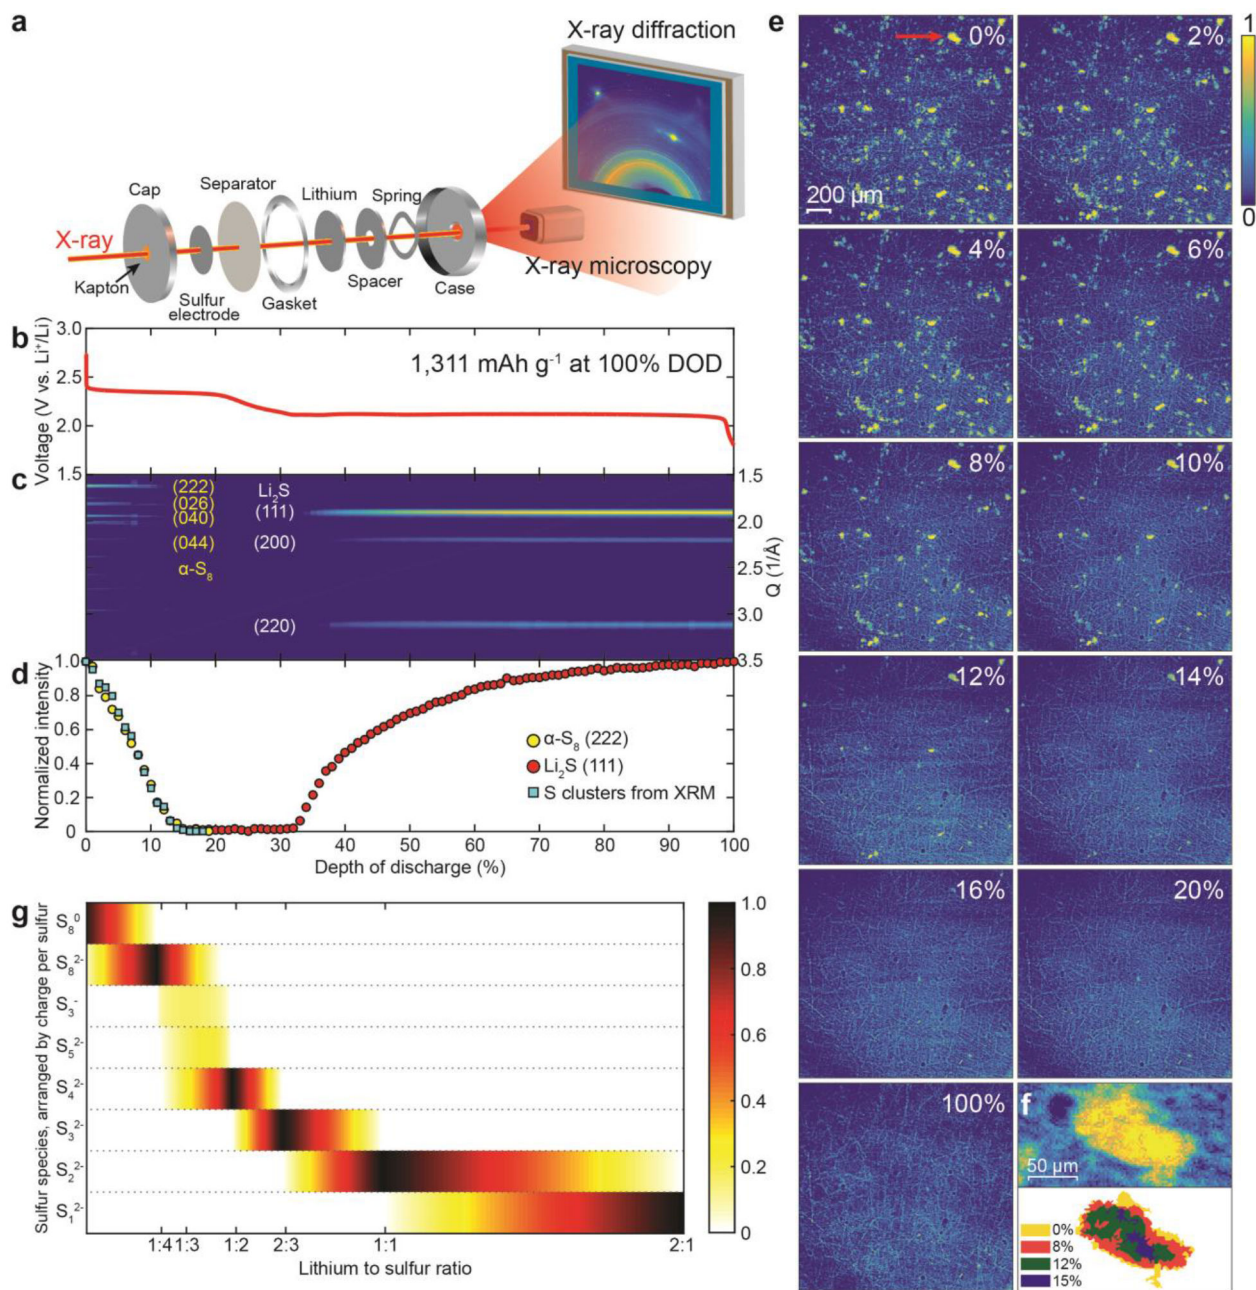 a
X-ray diffraction
Cap
Separator
Lithium
Spring
X-ray
Kapton
Sulfur
electrode
Gasket
Spacer
Case
X-ray microscopy
b
Voltage (V vs. Li⁺/Li)
3.0
2.5
2.0
1.5
1,311 mAh g⁻¹ at 100% DOD
c
(222)
(026)
(040)
(044)
α-S₈
Li₂S
(111)
(200)
(220)
1.5
2.0
2.5
3.0
3.5
Q (1/Å)
d
Normalized intensity
1.0
0.8
0.6
0.4
0.2
0
α-S₈ (222)
Li₂S (111)
S clusters from XRM
0 10 20 30 40 50 60 70 80 90 100
Depth of discharge (%)
g
Sulfur species, arranged by charge per sulfur
S₈⁰
S₈²⁻
S₃⁻
S₅²⁻
S₄²⁻
S₃²⁻
S₂²⁻
S₁²⁻
1:4 1:3 1:2 2:3 1:1 2:1
Lithium to sulfur ratio
1.0
0.8
0.6
0.4
0.2
0
e
0%
2%
1
0
200 μm
4%
6%
8%
10%
12%
14%
16%
20%
100%
f
50 μm
0%
8%
12%
15%